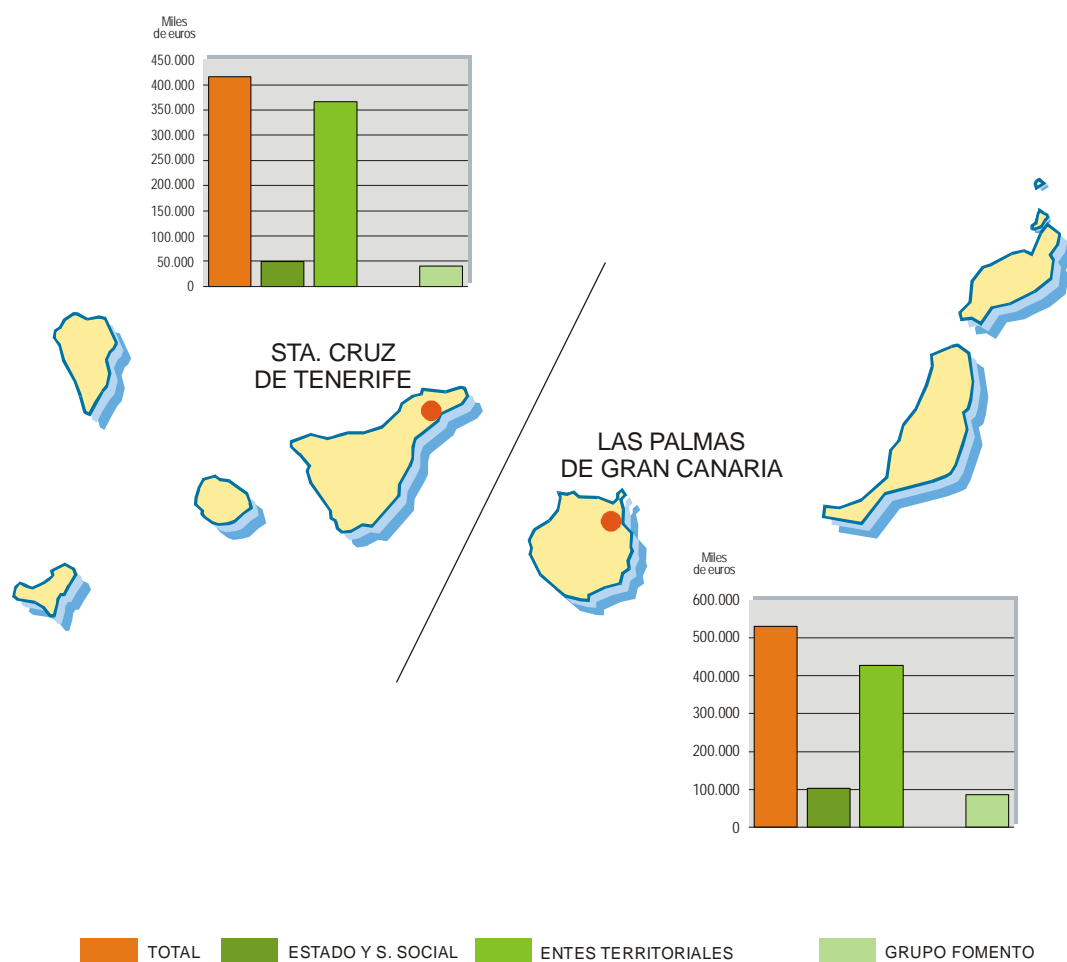 Miles
de euros
450.000
400.000
350.000
300.000
250.000
200.000
150.000
100.000
50.000
0
STA. CRUZ
DE TENERIFE
LAS PALMAS
DE GRAN CANARIA
Miles
de euros
600.000
500.000
400.000
300.000
200.000
100.000
0
TOTAL
ESTADO Y S. SOCIAL
ENTES TERRITORIALES
GRUPO FOMENTO